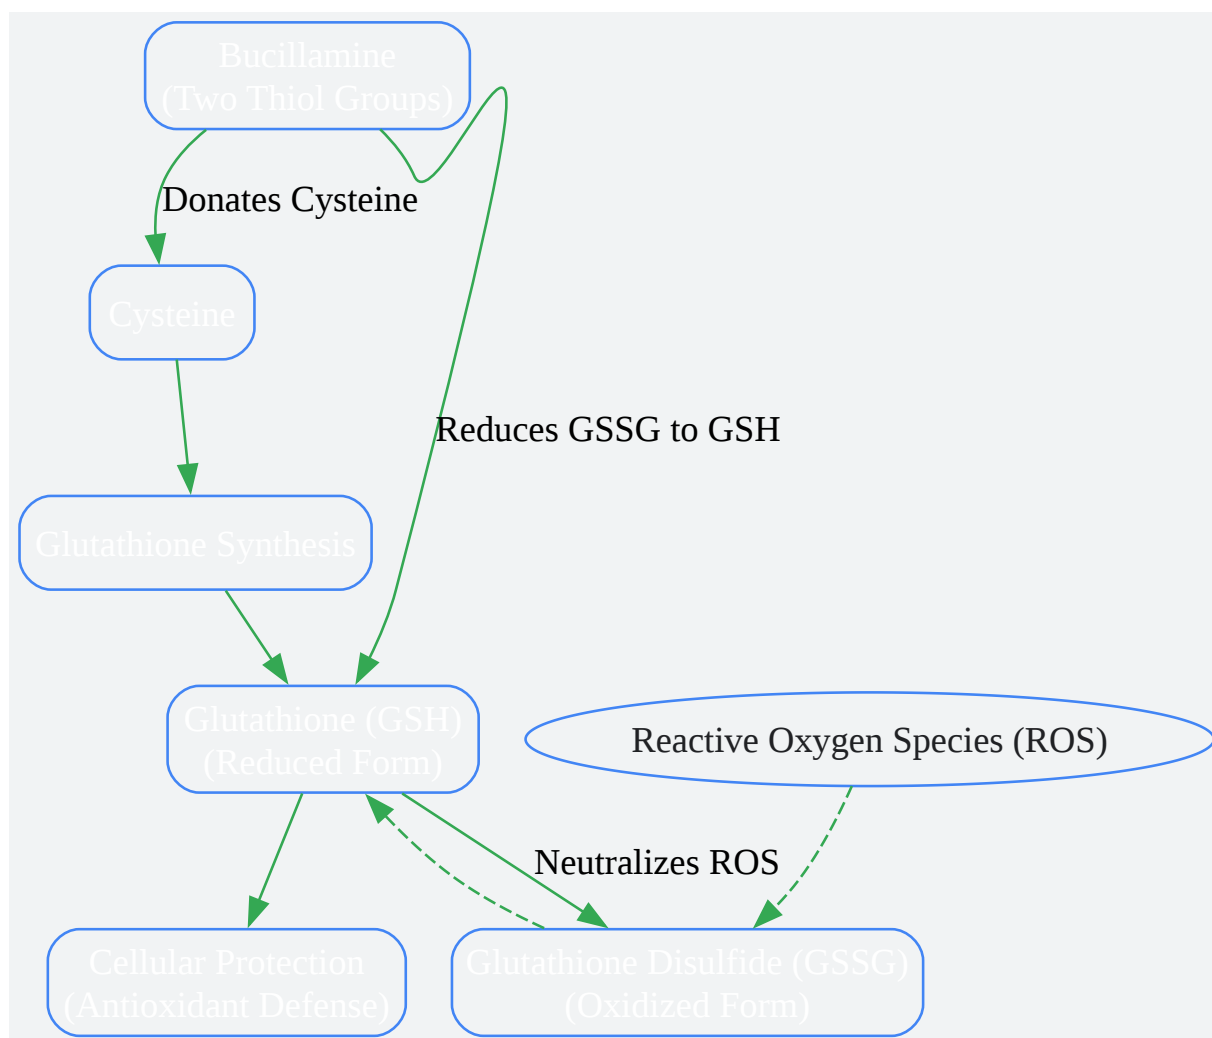 Bucillamine
(Two Thiol Groups)
Donates Cysteine
Cysteine
Reduces GSSG to GSH
Glutathione Synthesis
Glutathione (GSH)
(Reduced Form)
Reactive Oxygen Species (ROS)
Neutralizes ROS
Cellular Protection
(Antioxidant Defense)
Glutathione Disulfide (GSSG)
(Oxidized Form)